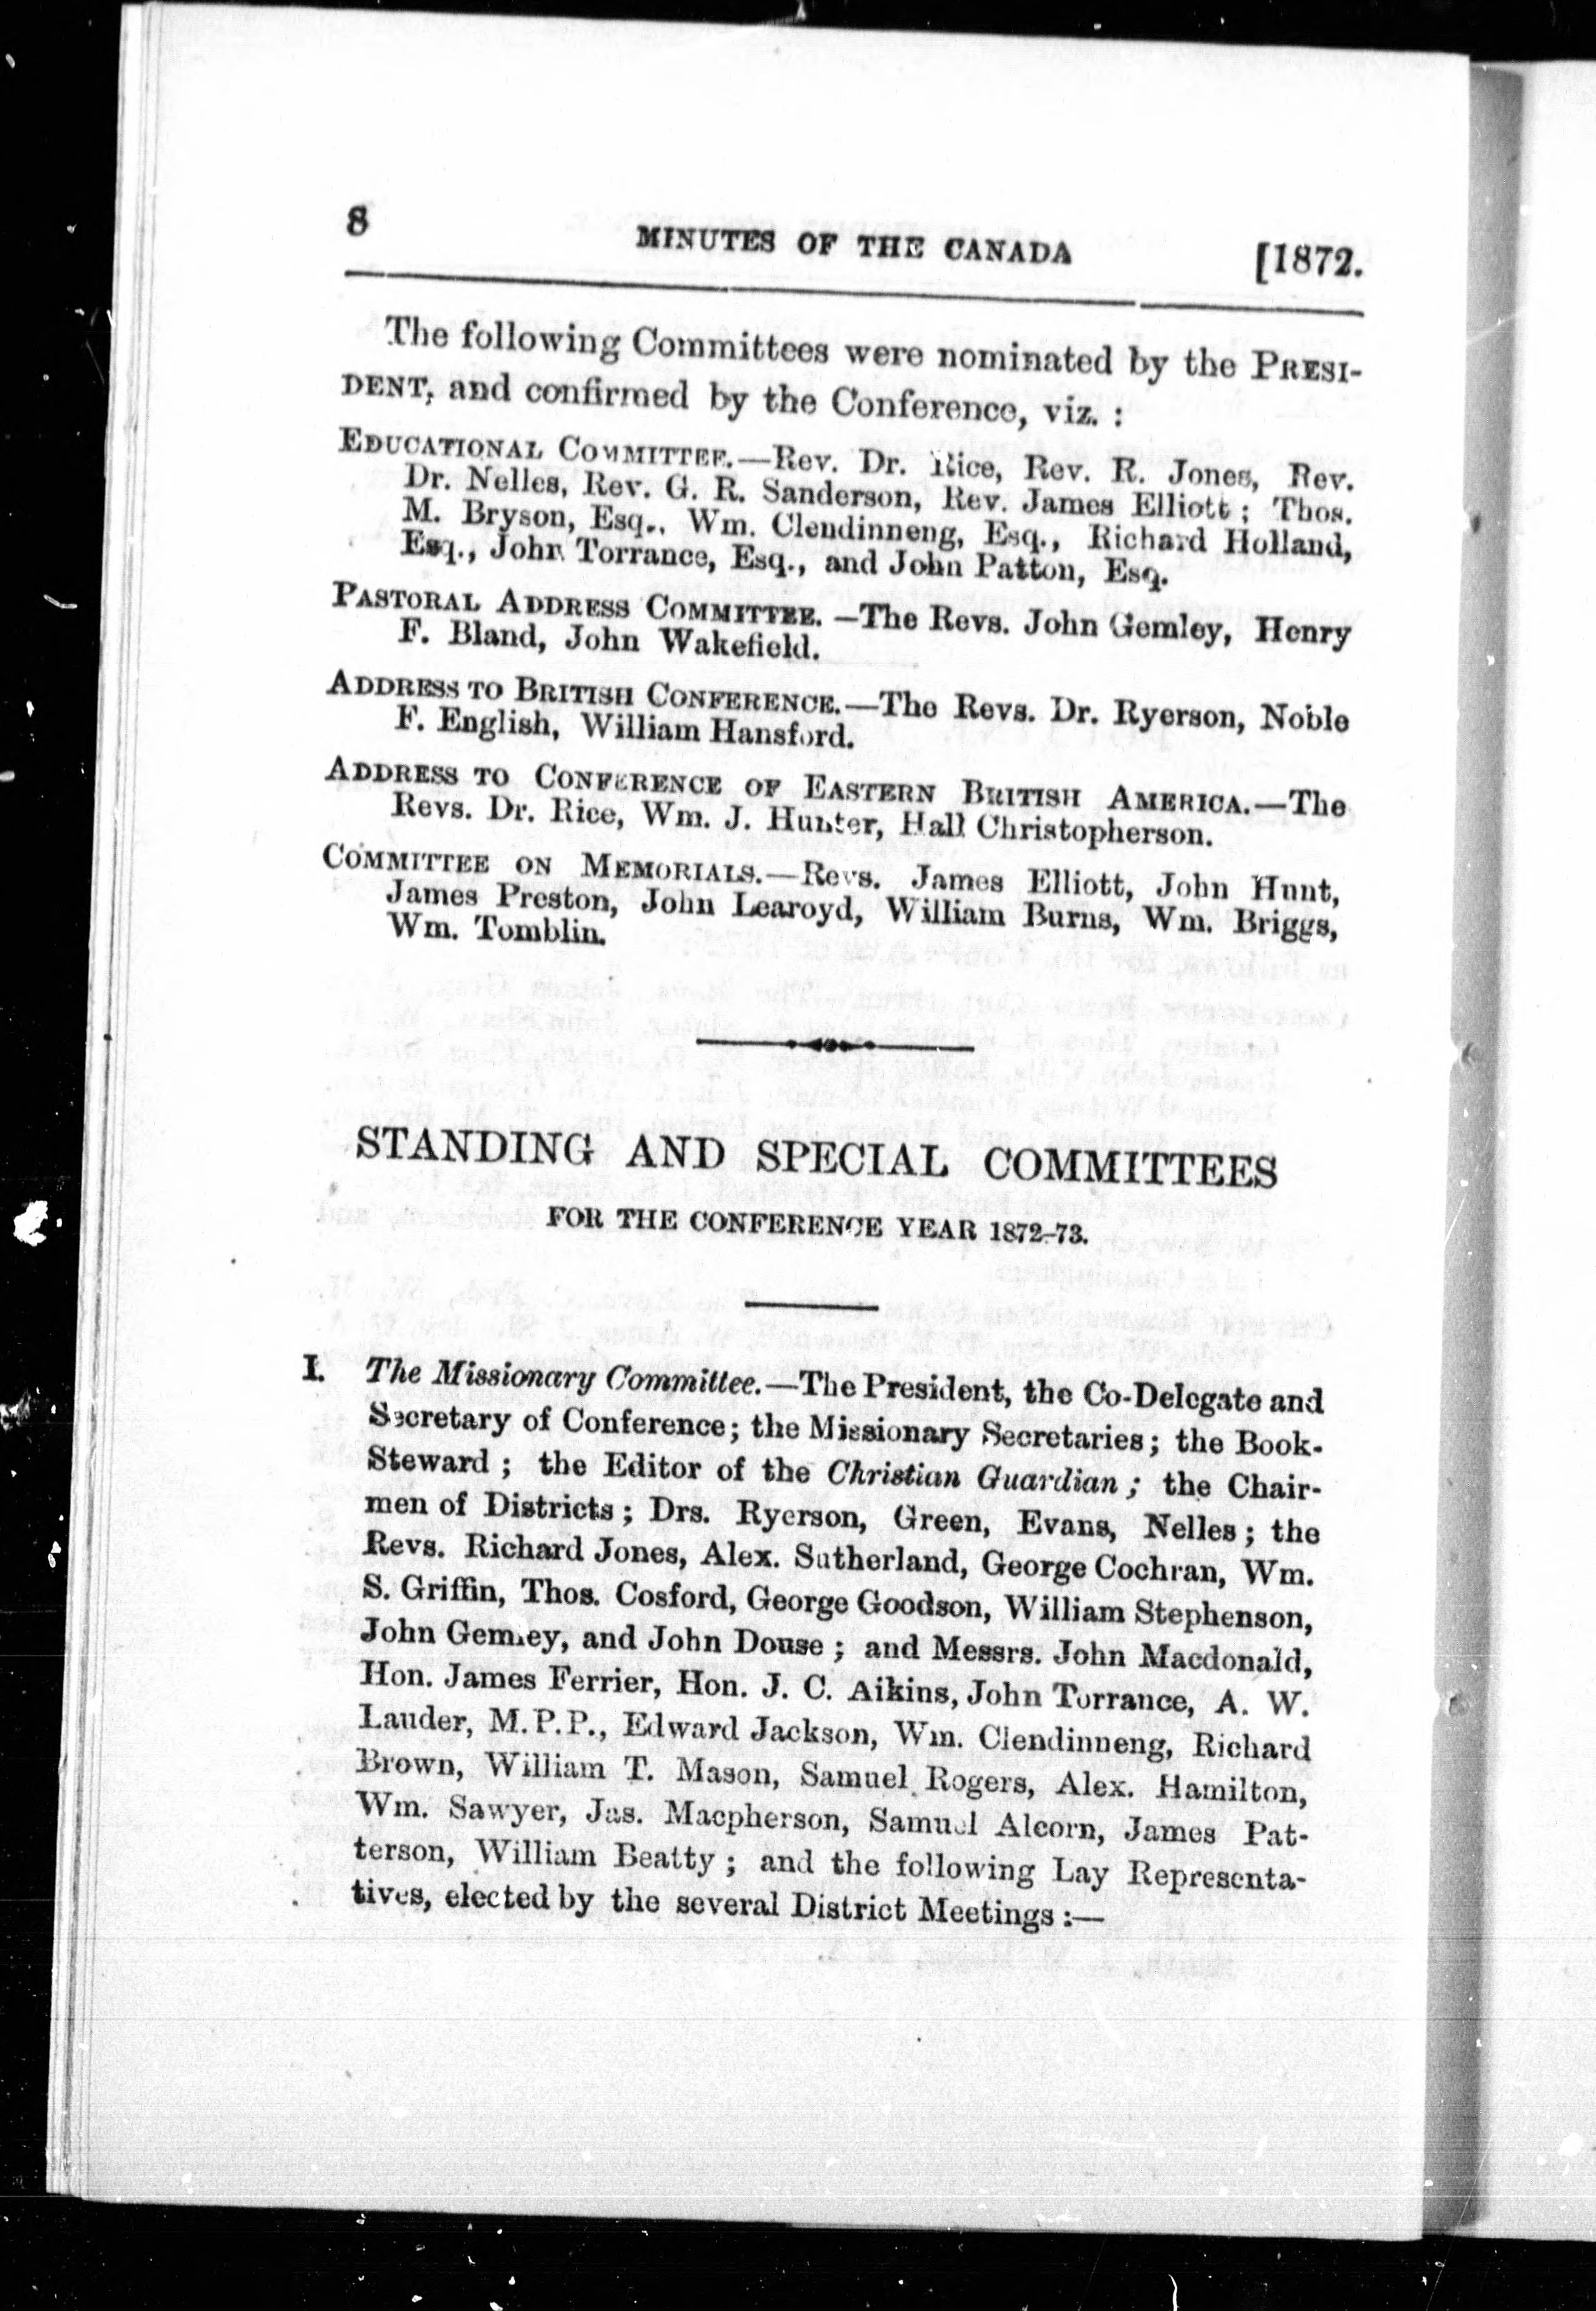 8 MINUTES OF THE CANADA [1872.
The following Committees were nominated by the PRESI-
DENT, and confirmed by the Conference, viz. :
EDUCATIONAL COMMITTEE.—Rev. Dr. Rice, Rev. R. Jones, Rev.
Dr. Nelles, Rev. G. R. Sanderson, Rev. James Elliott ; Thos.
M. Bryson, Esq., Wm. Clendinneng, Esq., Richard Holland,
Esq., John Torrance, Esq., and John Patton, Esq.
PASTORAL ADDRESS COMMITTEE. —The Revs. John Gemley, Henry
F. Bland, John Wakefield.
ADDRESS TO BRITISH CONFERENCE.—The Revs. Dr. Ryerson, Noble
F. English, William Hansford.
ADDRESS TO CONFERENCE OF EASTERN BRITISH AMERICA.—The
Revs. Dr. Rice, Wm. J. Hunter, Hall Christopherson.
COMMITTEE ON MEMORIALS.—Revs. James Elliott, John Hunt,
James Preston, John Learoyd, William Burns, Wm. Briggs,
Wm. Tomblin.
STANDING AND SPECIAL COMMITTEES
FOR THE CONFERENCE YEAR 1872-73.
I. The Missionary Committee.—The President, the Co-Delegate and
Secretary of Conference; the Missionary Secretaries; the Book-
Steward ; the Editor of the Christian Guardian ; the Chair-
men of Districts ; Drs. Ryerson, Green, Evans, Nelles ; the
Revs. Richard Jones, Alex. Sutherland, George Cochran, Wm.
S. Griffin, Thos. Cosford, George Goodson, William Stephenson,
John Gemley, and John Douse ; and Messrs. John Macdonald,
Hon. James Ferrier, Hon. J. C. Aikins, John Torrance, A. W.
Lauder, M.P.P., Edward Jackson, Wm. Clendinneng, Richard
Brown, William T. Mason, Samuel Rogers, Alex. Hamilton,
Wm. Sawyer, Jas. Macpherson, Samuel Alcorn, James Pat-
terson, William Beatty ; and the following Lay Representa-
tives, elected by the several District Meetings :—